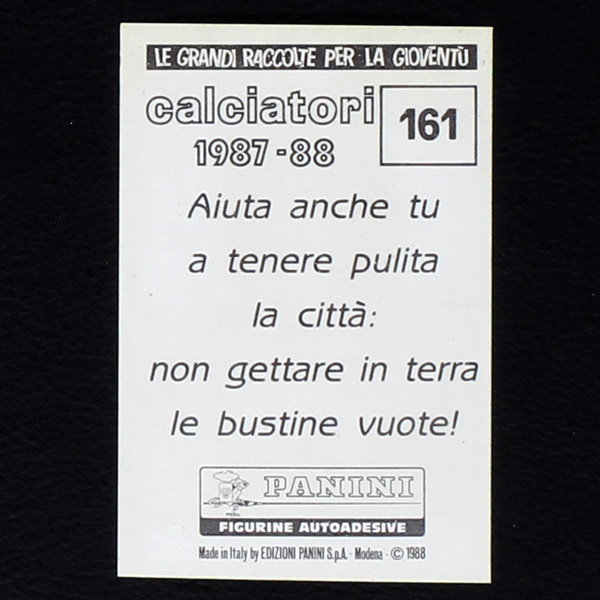 LE GRANDI RACCOLTE PER LA GIOVENTÙ
calciatori
1987-88
161
Aiuta anche tu
a tenere pulita
la città:
non gettare in terra
le bustine vuote!
PANINI
FIGURINE AUTOADESIVE
Made in Italy by EDIZIONI PANINI S.p.A. - Modena - © 1988